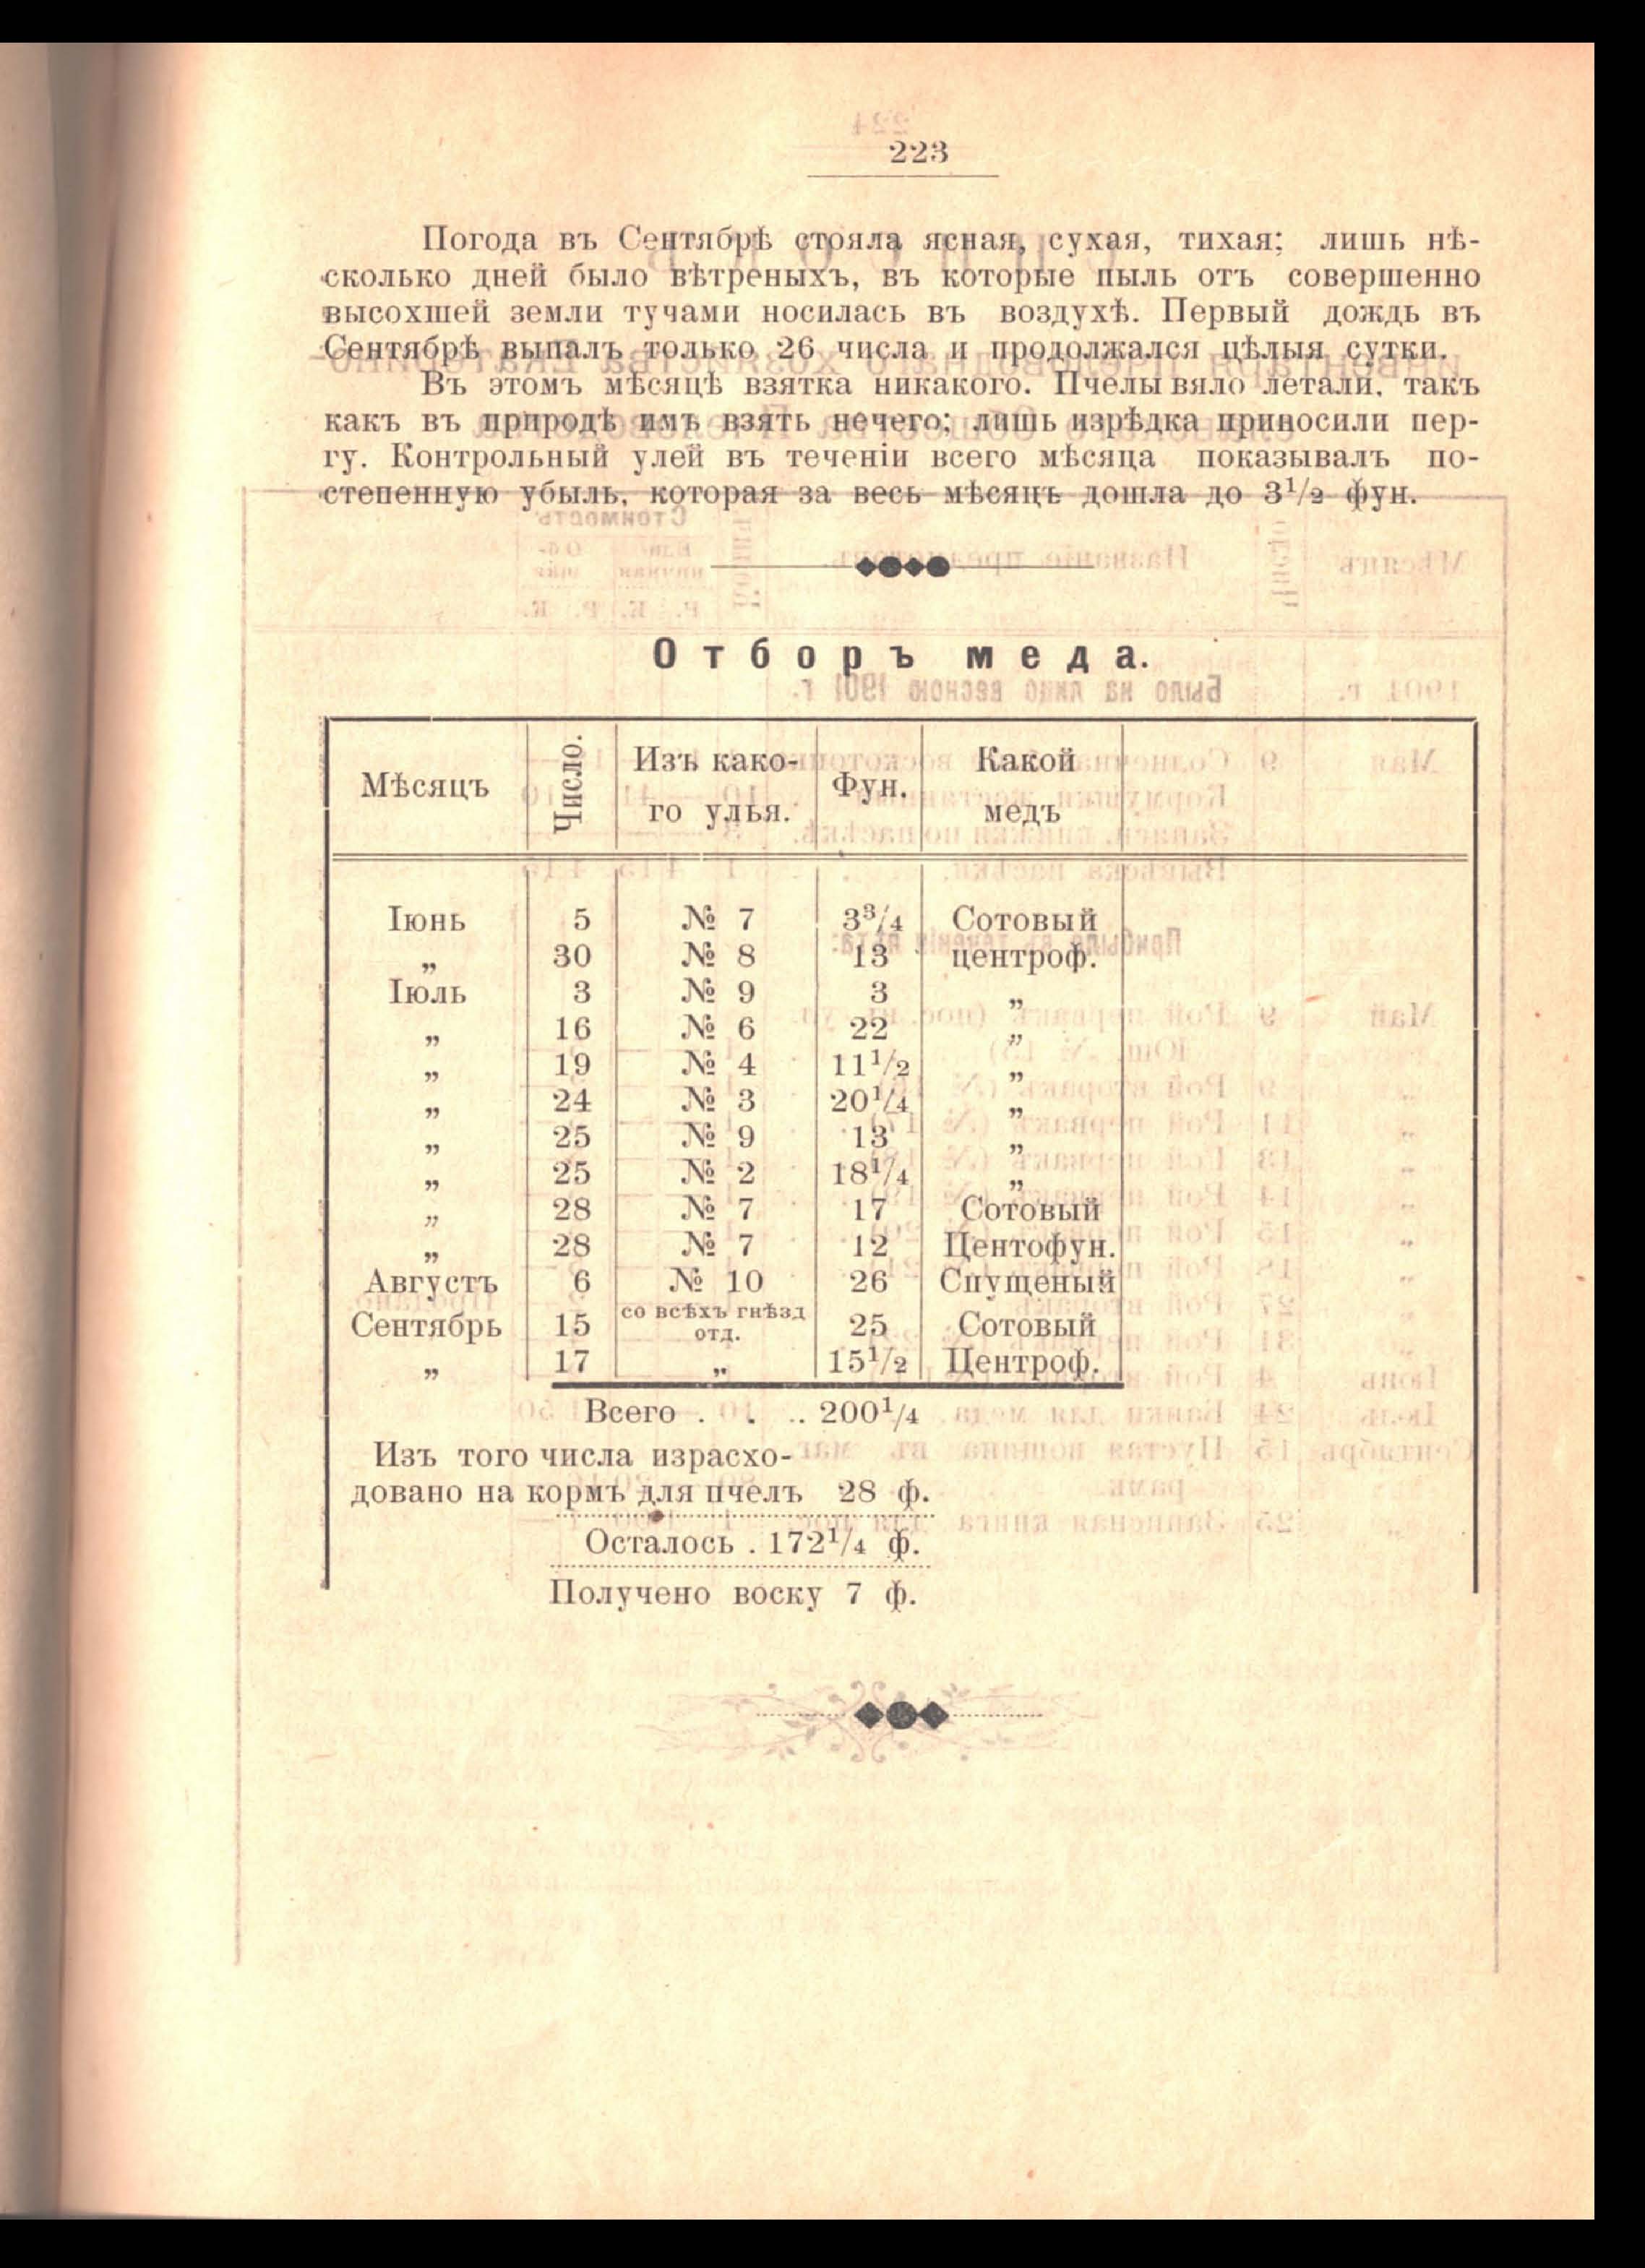 223
Погода въ Сентябрѣ стояла ясная, сухая, тихая; лишь нѣ-
сколько дней было вѣтреныхъ, въ которые пыль отъ совершенно
высохшей земли тучами носилась въ воздухѣ. Первый дождь въ
Сентябрѣ выпалъ только 26 числа и продолжался цѣлыя сутки.
Въ этомъ мѣсяцѣ взятка никакого. Пчелы вяло летали, такъ
какъ въ природѣ имъ взять нечего; лишь изрѣдка приносили пер-
гу. Контрольный улей въ теченіи всего мѣсяца показывалъ по-
степенную убыль, которая за весь мѣсяцъ дошла до 3¹/₂ фун.
Отборъ меда.
Мѣсяцъ Число. Изъ како-го улья. Фун. Какой медъ
Іюнь 5 № 7 3³/₄ Сотовый
„ 30 № 8 13 центроф.
Іюль 3 № 9 3 „
„ 16 № 6 22 „
„ 19 № 4 11¹/₂ „
„ 24 № 3 20¹/₄ „
„ 25 № 9 13 „
„ 25 № 2 18¹/₄ „
„ 28 № 7 17 Сотовый
„ 28 № 7 12 Центофун.
Августъ 6 № 10 26 Спущеный
Сентябрь 15 со всѣхъ гнѣзд отд. 25 Сотовый
„ 17 „ 15¹/₂ Центроф.
Всего . . .. 200¹/₄
Изъ того числа израсхо-
довано на кормъ для пчелъ 28 ф.
Осталось . 172¹/₄ ф.
Получено воску 7 ф.